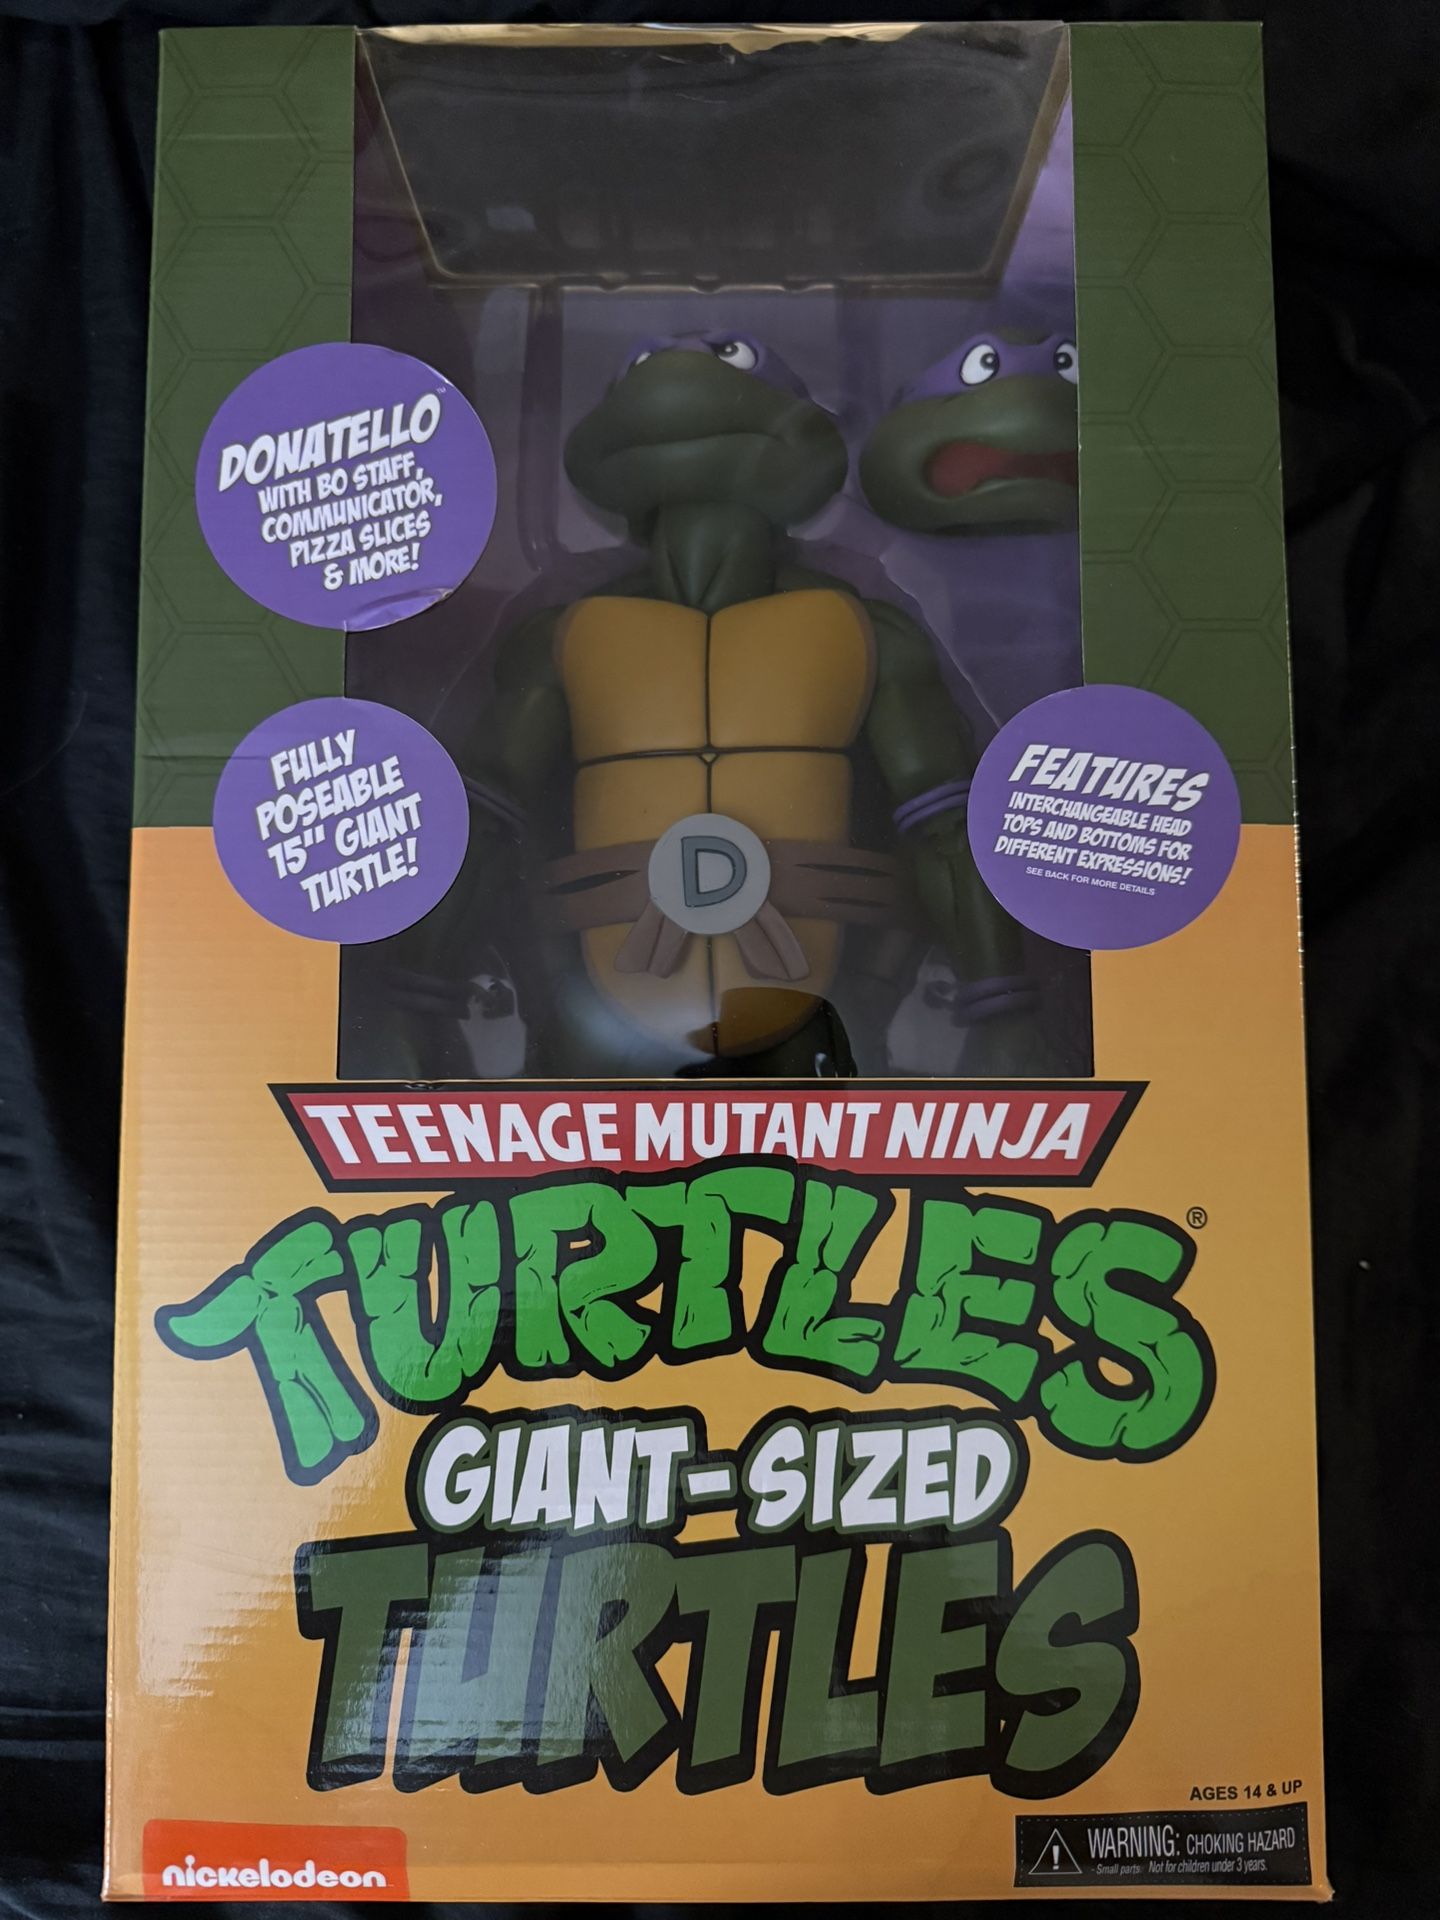 DONATELLO™
WITH BO STAFF,
COMMUNICATOR,
PIZZA SLICES
& MORE!
FULLY
POSEABLE
15" GIANT
TURTLE!
FEATURES
INTERCHANGEABLE HEAD
TOPS AND BOTTOMS FOR
DIFFERENT EXPRESSIONS!
SEE BACK FOR MORE DETAILS
D
TEENAGE MUTANT NINJA
TURTLES®
GIANT-SIZED
TURTLES
AGES 14 & UP
WARNING: CHOKING HAZARD
- Small parts. Not for children under 3 years.
nickelodeon